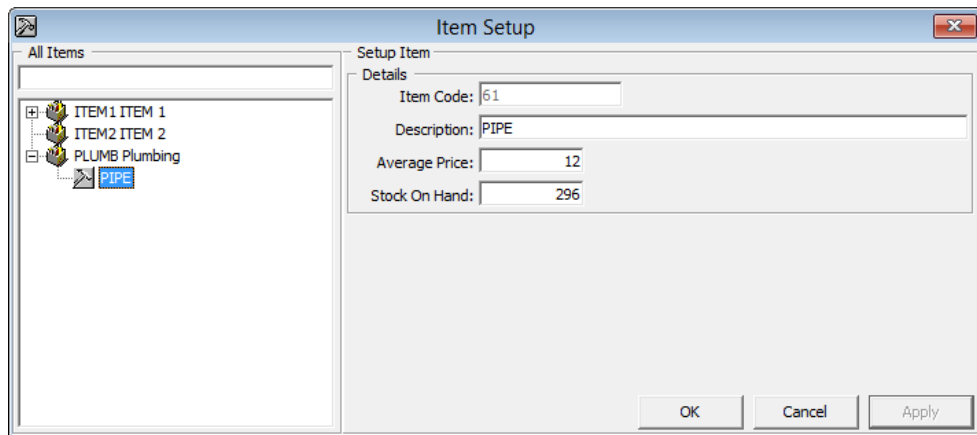 Item Setup
All Items
ITEM1 ITEM 1
ITEM2 ITEM 2
PLUMB Plumbing
PIPE
Setup Item
Details
Item Code: 61
Description: PIPE
Average Price: 12
Stock On Hand: 296
OK Cancel Apply